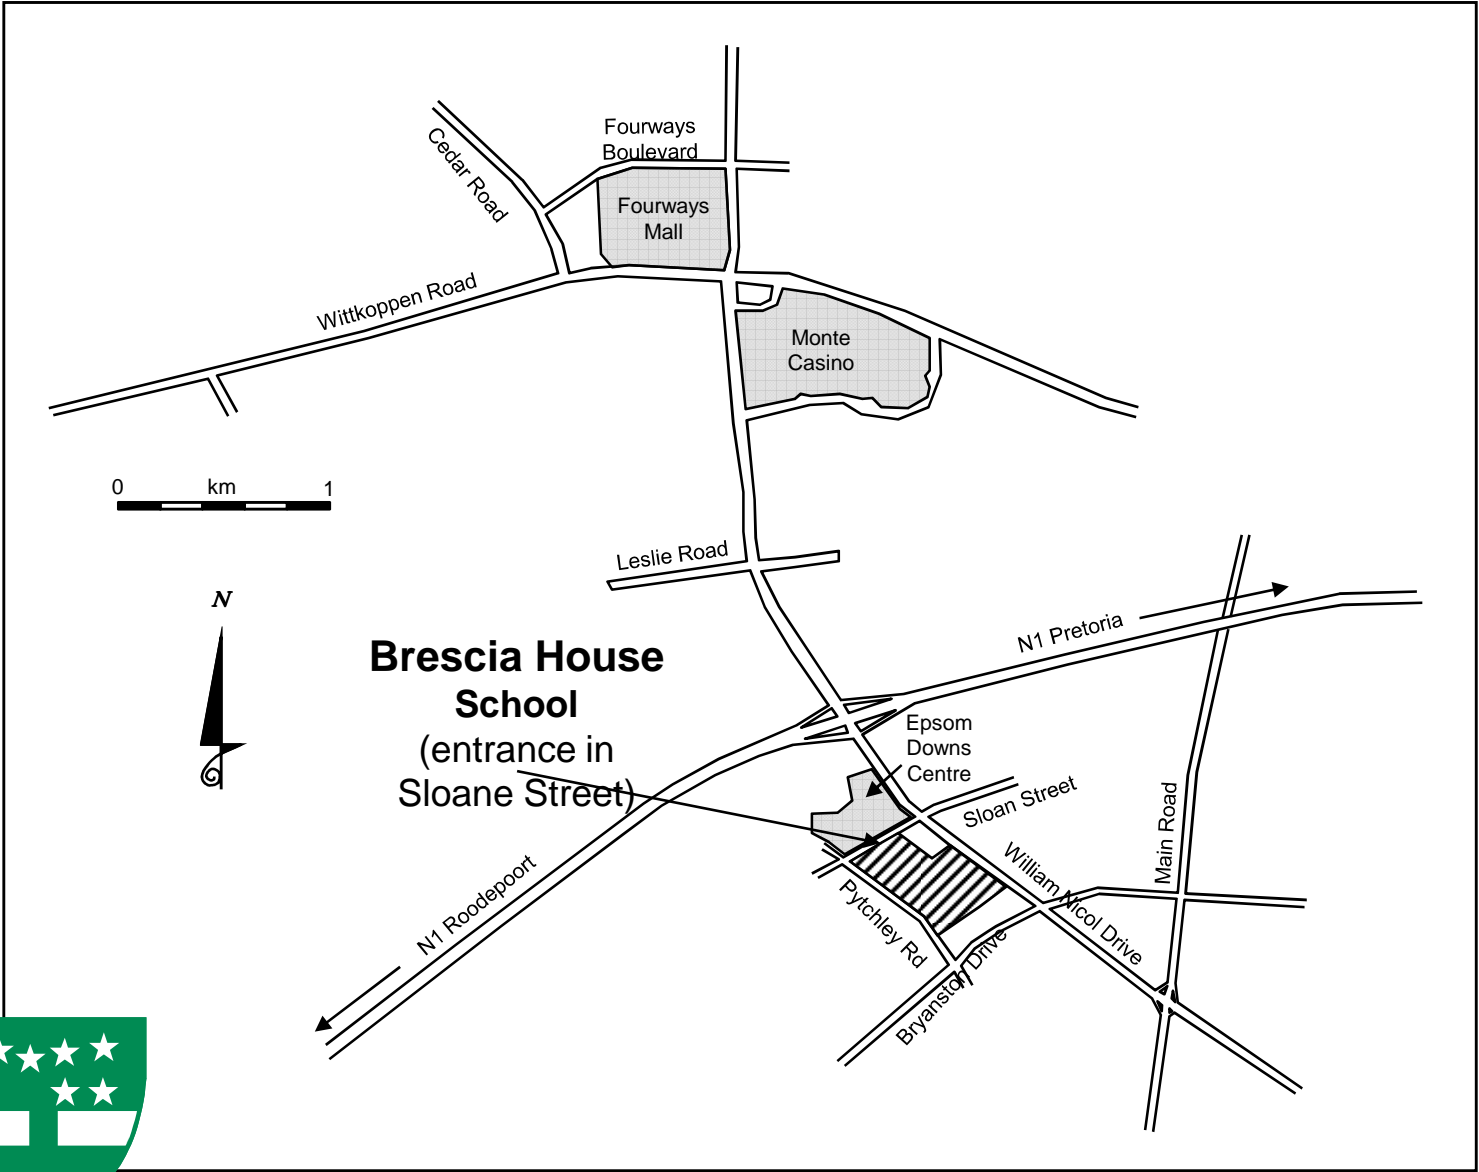 Fourways
Boulevard
Cedar Road
Fourways
Mall
Wittkoppen Road
Monte
Casino
0 km 1
Leslie Road
N
N1 Pretoria
Brescia House
School
(entrance in
Sloane Street)
Epsom
Downs
Centre
Sloan Street
Main Road
William Nicol Drive
N1 Roodepoort
Pytchley Rd
Bryanston Drive